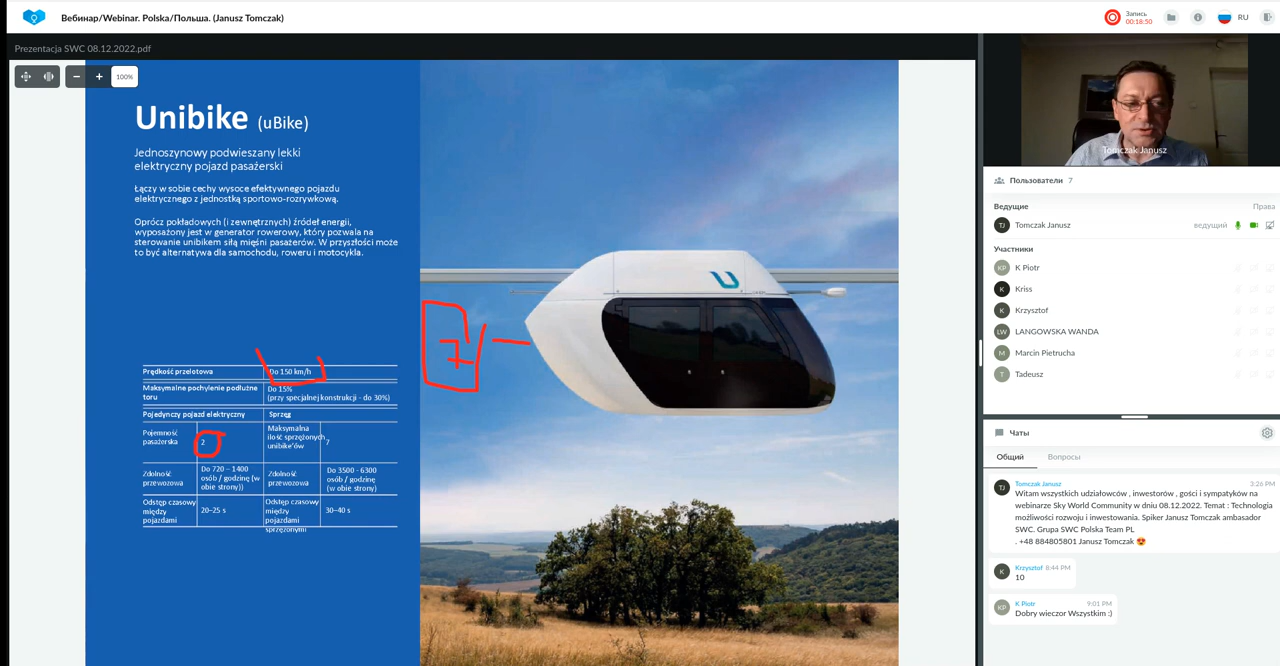 Вебинар/Webinar. Polska/Польша. (Janusz Tomczak)
Запись
00:18:50
RU
Prezentacja SWC 08.12.2022.pdf
100%
Unibike (uBike)
Jednoszynowy podwieszany lekki
elektryczny pojazd pasażerski
Łączy w sobie cechy wysoce efektywnego pojazdu
elektrycznego z jednostką sportowo-rozrywkową.
Oprócz pokładowych (i zewnętrznych) źródeł energii,
wyposażony jest w generator rowerowy, który pozwala na
sterowanie unibikem siłą mięśni pasażerów. W przyszłości może
to być alternatywa dla samochodu, roweru i motocykla.
Prędkość przelotowa
Do 150 km/h
Maksymalne pochylenie podłużne
toru
Do 15%
(przy specjalnej konstrukcji - do 30%)
Pojedynczy pojazd elektryczny
Sprzęg
Pojemność
pasażerska
2
Maksymalna
ilość sprzężonych
unibike'ów
7
Zdolność
przewozowa
Do 720 – 1400
osób / godzinę (w
obie strony))
Zdolność
przewozowa
Do 3500 - 6300
osób / godzinę
(w obie strony)
Odstęp czasowy
między
pojazdami
20–25 s
Odstęp czasowy
między
pojazdami
sprzężonymi
30–40 s
7
Tomczak Janusz
Пользователи 7
Ведущие
Права
TJ
Tomczak Janusz
ведущий
Участники
KP
K Piotr
K
Kriss
K
Krzysztof
LW
LANGOWSKA WANDA
M
Marcin Pietrucha
T
Tadeusz
Чаты
Общий
Вопросы
TJ
Tomczak Janusz
3:26 PM
Witam wszystkich udziałowców , inwestorów , gości i sympatyków na
webinarze Sky World Community w dniu 08.12.2022. Temat : Technologia
możliwości rozwoju i inwestowania. Spiker Janusz Tomczak ambasador
SWC. Grupa SWC Polska Team PL
. +48 884805801 Janusz Tomczak 😍
K
Krzysztof 8:44 PM
10
KP
K Piotr
9:01 PM
Dobry wieczor Wszystkim :)